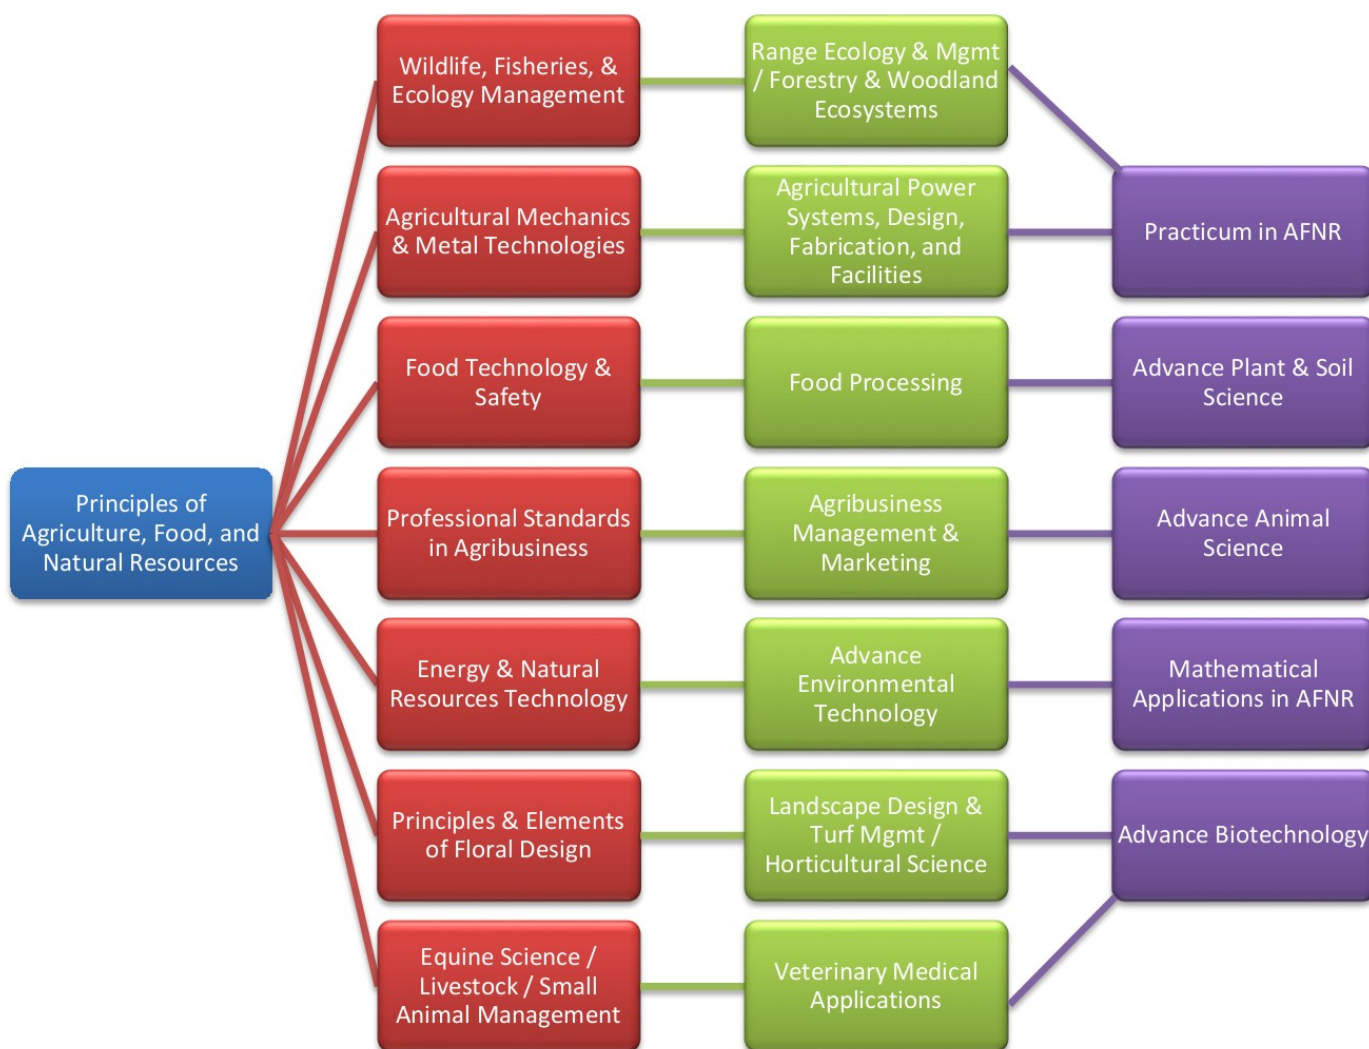 Principles of
Agriculture, Food, and
Natural Resources
Wildlife, Fisheries, &
Ecology Management
Agricultural Mechanics
& Metal Technologies
Food Technology &
Safety
Professional Standards
in Agribusiness
Energy & Natural
Resources Technology
Principles & Elements
of Floral Design
Equine Science /
Livestock / Small
Animal Management
Range Ecology & Mgmt
/ Forestry & Woodland
Ecosystems
Agricultural Power
Systems, Design,
Fabrication, and
Facilities
Food Processing
Agribusiness
Management &
Marketing
Advance
Environmental
Technology
Landscape Design &
Turf Mgmt /
Horticultural Science
Veterinary Medical
Applications
Practicum in AFNR
Advance Plant & Soil
Science
Advance Animal
Science
Mathematical
Applications in AFNR
Advance Biotechnology